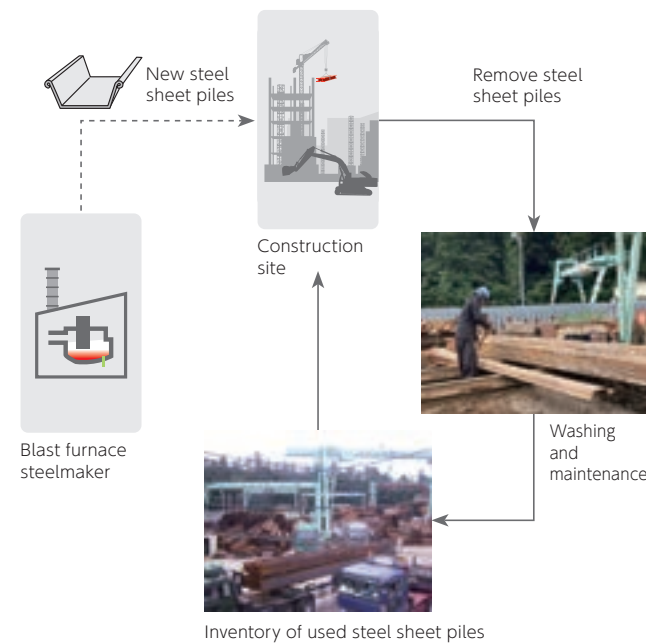 New steel
sheet piles
Remove steel
sheet piles
Construction
site
Blast furnace
steelmaker
Washing
and
maintenance
Inventory of used steel sheet piles